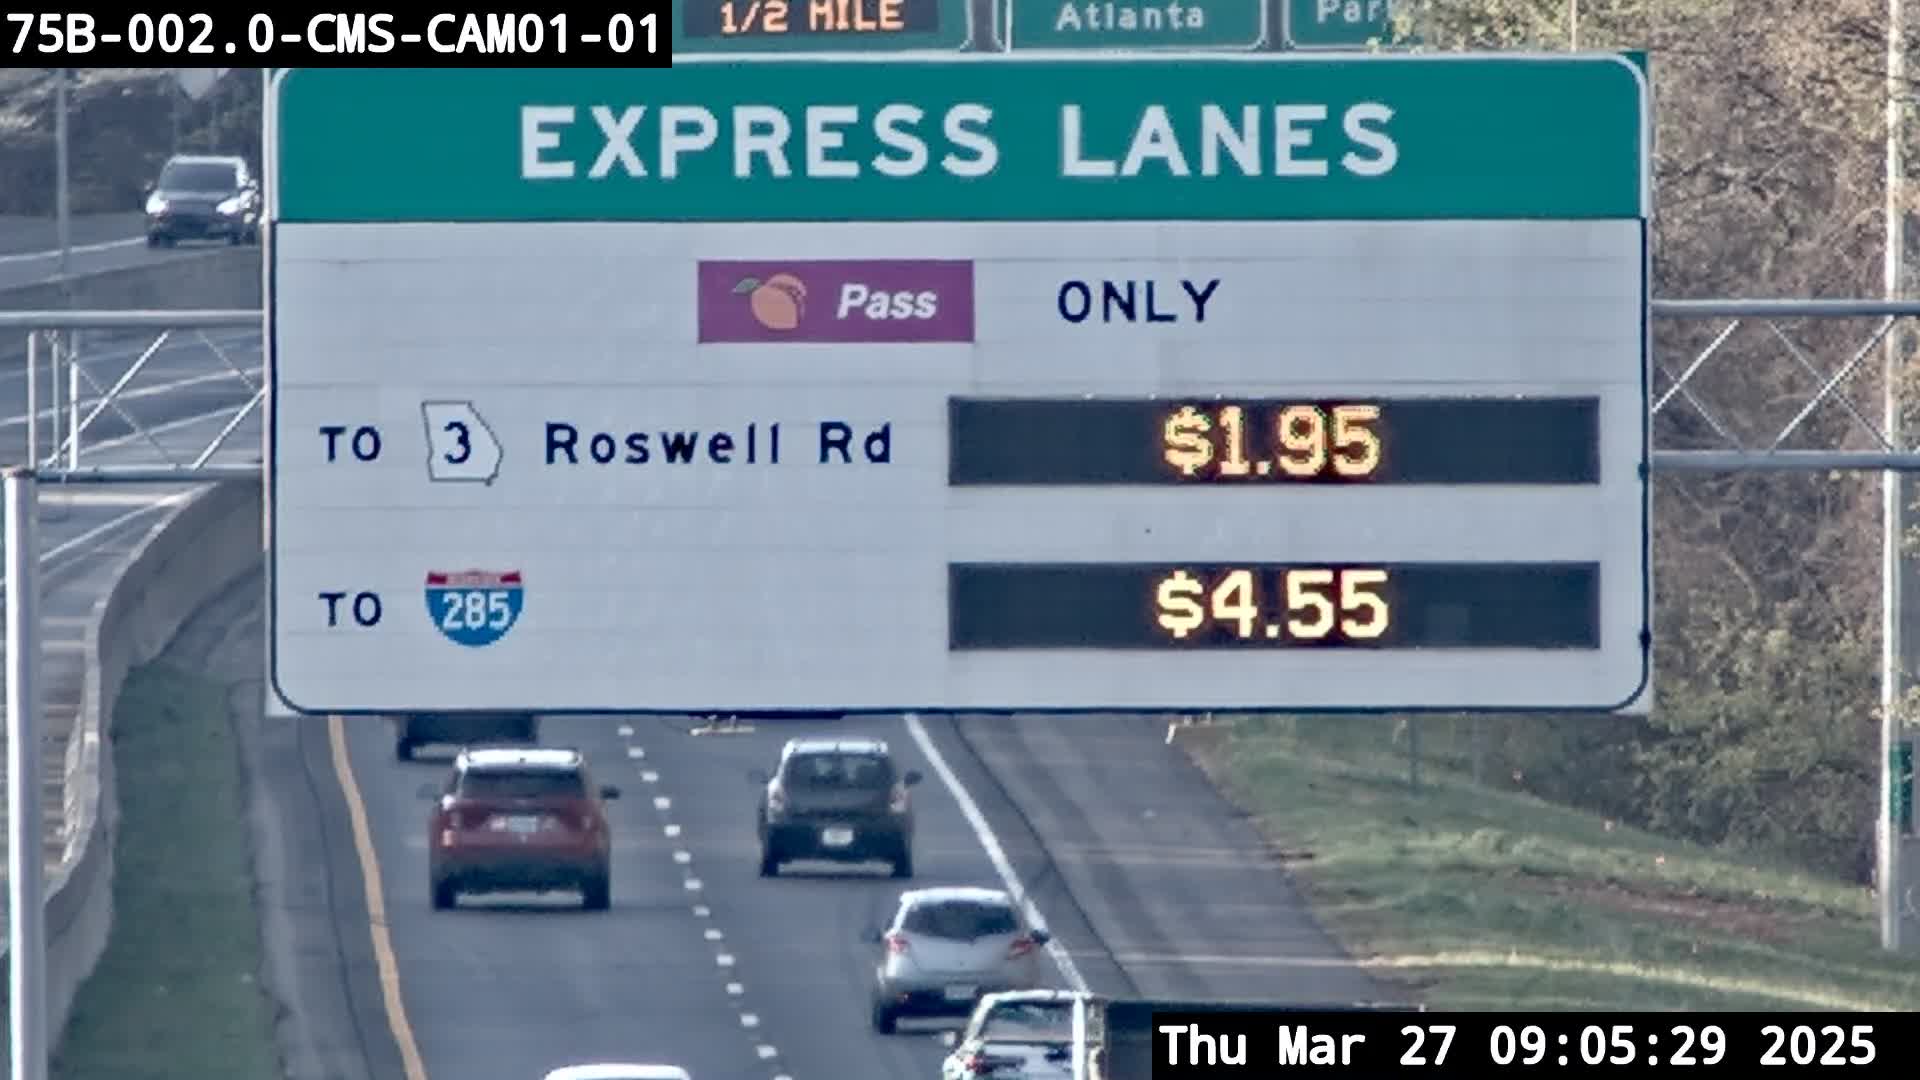 75B-002.0-CMS-CAM01-01
1/2 MILE
Atlanta
EXPRESS LANES
Pass ONLY
TO 3 Roswell Rd $1.95
TO 285 $4.55
Thu Mar 27 09:05:29 2025